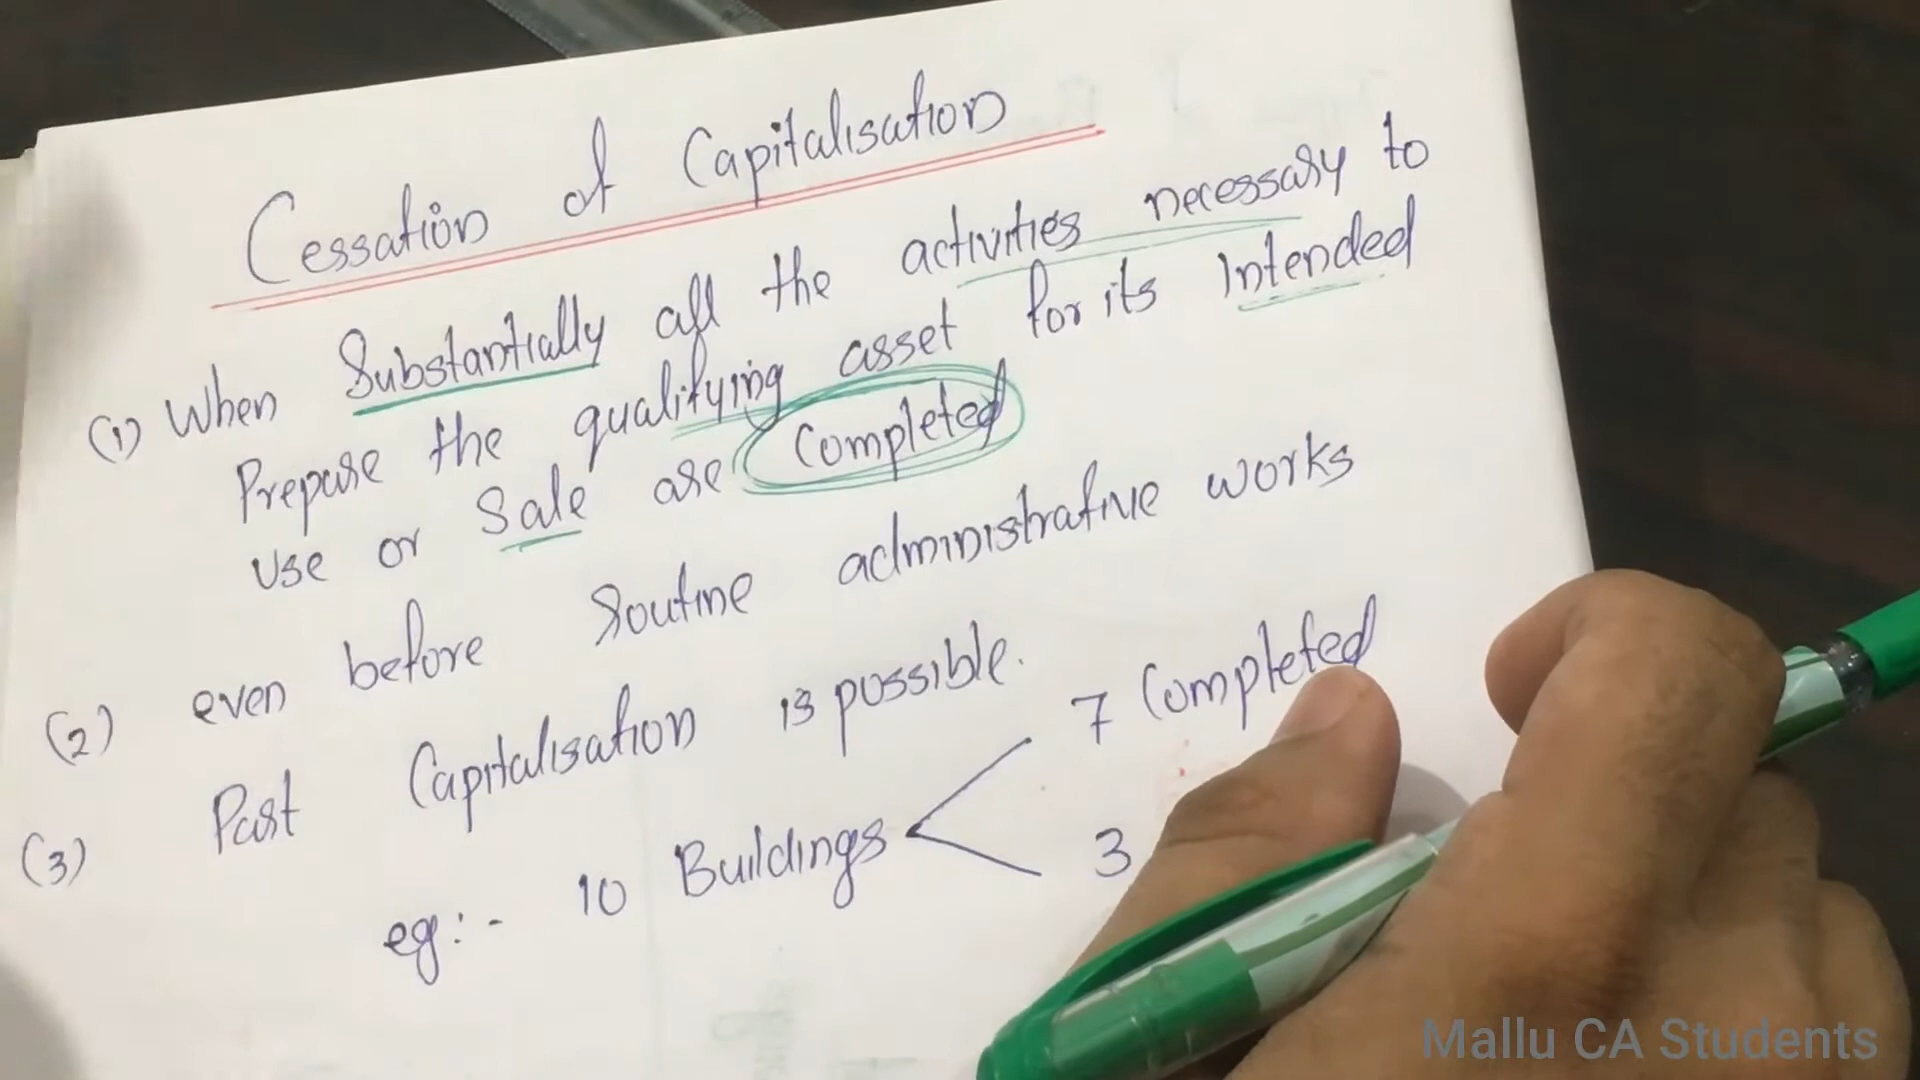 Cessation of Capitalisation
(1) When Substantially all the activities necessary to
Prepare the qualifying asset for its Intended
use or Sale are Completed
(2) even before routine administrative works
(3) Part Capitalisation is possible.
eg:- 10 Buildings 7 Completed
3
Mallu CA Students